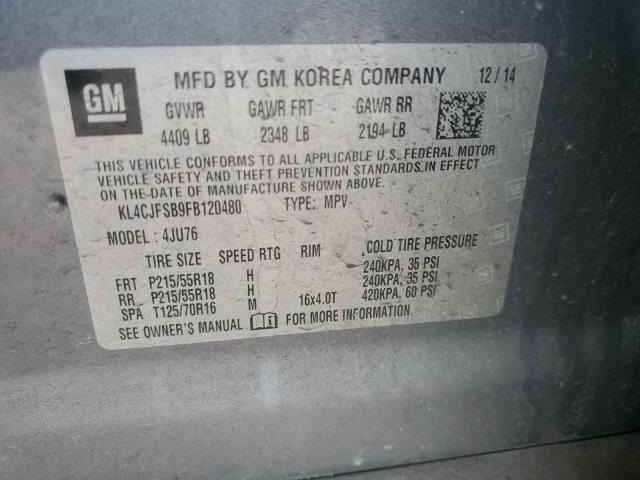 GM MFD BY GM KOREA COMPANY 12/14
GVWR GAWR FRT GAWR RR
4409 LB 2348 LB 2194 LB
THIS VEHICLE CONFORMS TO ALL APPLICABLE U.S. FEDERAL MOTOR
VEHICLE SAFETY AND THEFT PREVENTION STANDARDS IN EFFECT
ON THE DATE OF MANUFACTURE SHOWN ABOVE.
KL4CJFSB9FB120480 TYPE: MPV
MODEL: 4JU76
TIRE SIZE SPEED RTG RIM COLD TIRE PRESSURE
FRT P215/55R18 H 240KPA, 35 PSI
RR P215/55R18 H 240KPA, 35 PSI
SPA T125/70R16 M 16x4.0T 420KPA, 60 PSI
SEE OWNER'S MANUAL FOR MORE INFORMATION